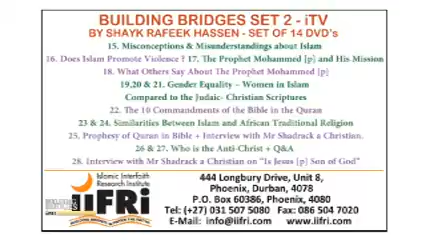 BUILDING BRIDGES SET 2 - iTV
BY SHAYK RAFEEK HASSEN - SET OF 14 DVD's
15. Misconceptions & Misunderstandings about Islam
16. Does Islam Promote Violence ? 17. The Prophet Mohammed [p] and His Mission
18. What Others Say About The Prophet Mohammed [p]
19,20 & 21. Gender Equality – Women in Islam
Compared to the Judaic- Christian Scriptures
22. The 10 Commandments of the Bible in the Quran
23 & 24. Similarities Between Islam and African Traditional Religion
25. Prophesy of Quran in Bible + Interview with Mr Shadrack a Christian.
26 & 27. Who is the Anti-Christ + Q&A
28. Interview with Mr Shadrack a Christian on "Is Jesus [p] Son of God"
Islamic Interfaith
Research Institute
iiFRi
444 Longbury Drive, Unit 8,
Phoenix, Durban, 4078
P.O. Box 60386, Phoenix, 4080
Tel: (+27) 031 507 5080 Fax: 086 504 7020
E-Mail: info@iifri.com www.iifri.com